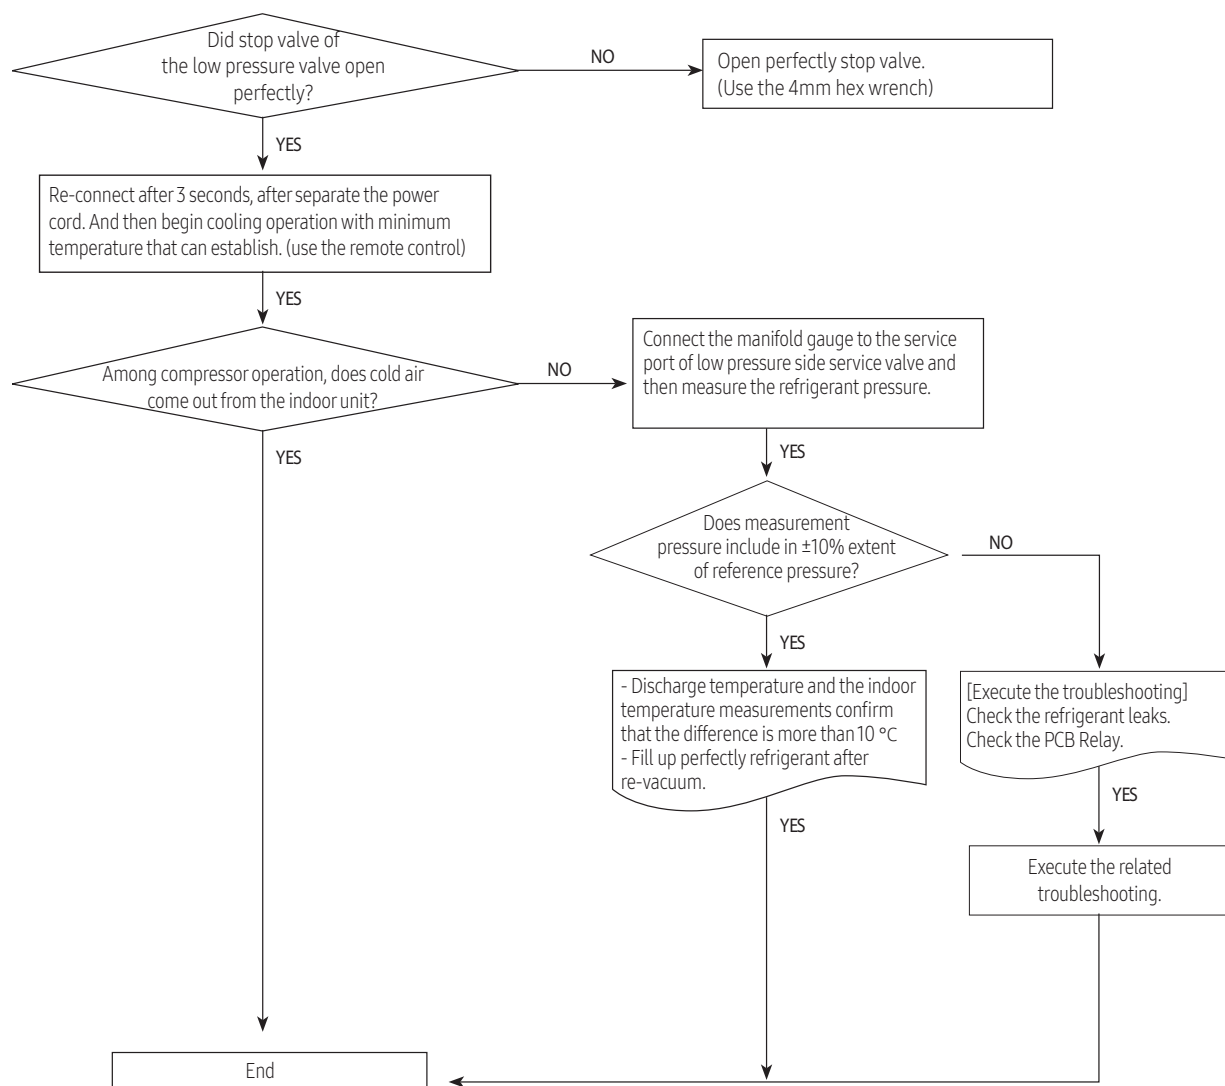 Did stop valve of
the low pressure valve open
perfectly?
NO
Open perfectly stop valve.
(Use the 4mm hex wrench)
YES
Re-connect after 3 seconds, after separate the power
cord. And then begin cooling operation with minimum
temperature that can establish. (use the remote control)
YES
Among compressor operation, does cold air
come out from the indoor unit?
NO
Connect the manifold gauge to the service
port of low pressure side service valve and
then measure the refrigerant pressure.
YES
YES
Does measurement
pressure include in ±10% extent
of reference pressure?
NO
YES
- Discharge temperature and the indoor
temperature measurements confirm
that the difference is more than 10 °C
- Fill up perfectly refrigerant after
re-vacuum.
[Execute the troubleshooting]
Check the refrigerant leaks.
Check the PCB Relay.
YES
YES
Execute the related
troubleshooting.
End